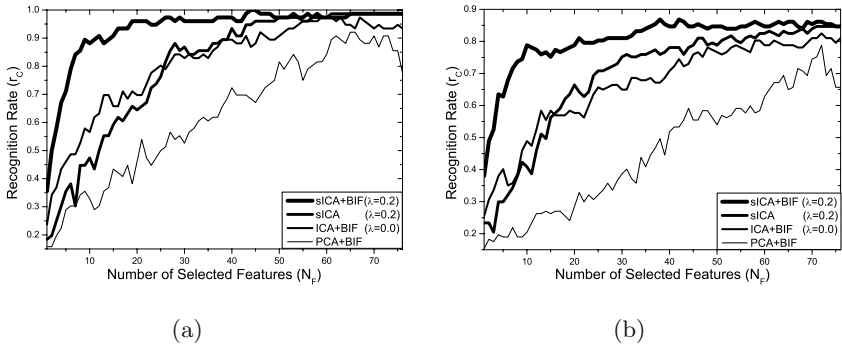 1.0
0.9
0.8
0.7
0.6
0.5
0.4
0.3
0.2
Recognition Rate (rC)
10 20 30 40 50 60 70
Number of Selected Features (NF)
sICA+BIF (λ=0.2)
sICA (λ=0.2)
ICA+BIF (λ=0.0)
PCA+BIF
(a)
0.9
0.8
0.7
0.6
0.5
0.4
0.3
0.2
Recognition Rate (rC)
10 20 30 40 50 60 70
Number of Selected Features (NF)
sICA+BIF (λ=0.2)
sICA (λ=0.2)
ICA+BIF (λ=0.0)
PCA+BIF
(b)